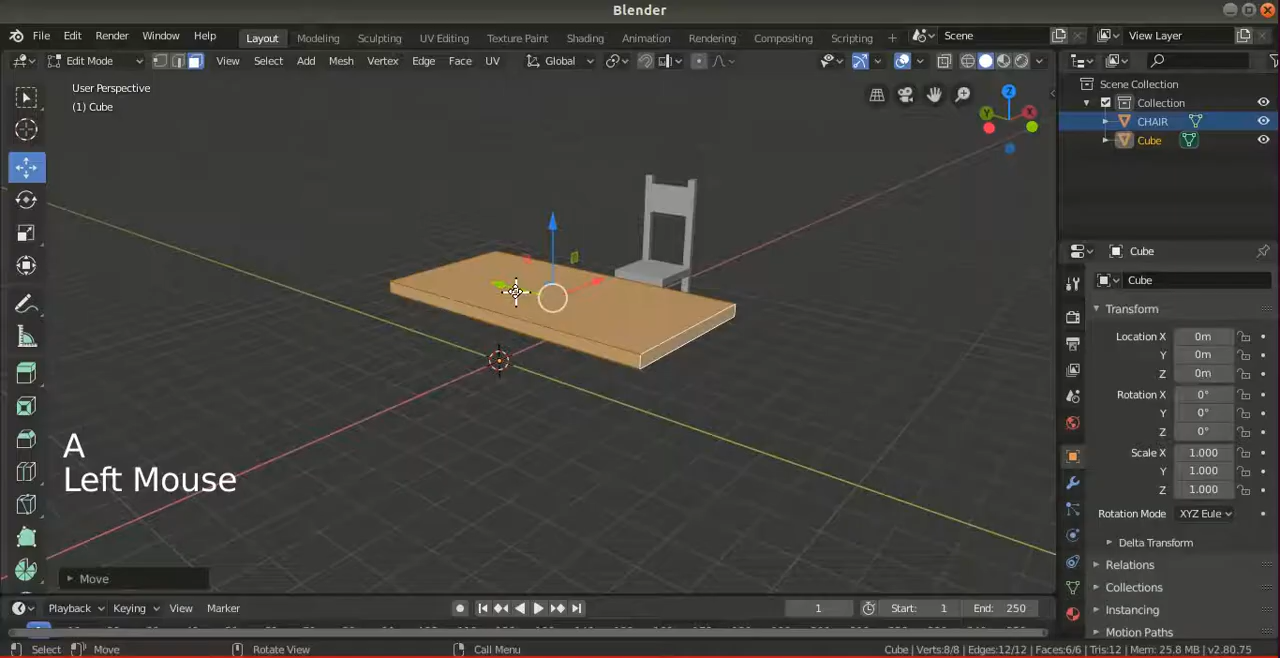 Blender
File Edit Render Window Help Layout Modeling Sculpting UV Editing Texture Paint Shading Animation Rendering Compositing Scripting + Scene View Layer
Edit Mode View Select Add Mesh Vertex Edge Face UV Global
User Perspective
(1) Cube
Z
Y
X
Scene Collection
Collection
CHAIR
Cube
Cube
Cube
Transform
Location X 0m
Y 0m
Z 0m
Rotation X 0°
Y 0°
Z 0°
Scale X 1.000
Y 1.000
Z 1.000
Rotation Mode XYZ Eule
Delta Transform
Relations
Collections
Instancing
Motion Paths
A
Left Mouse
Move
Playback Keying View Marker 1 Start: 1 End: 250
Select Move Rotate View Call Menu Cube | Verts:8/8 | Edges:12/12 | Faces:6/6 | Tris:12 | Mem: 25.8 MB | v2.80.75